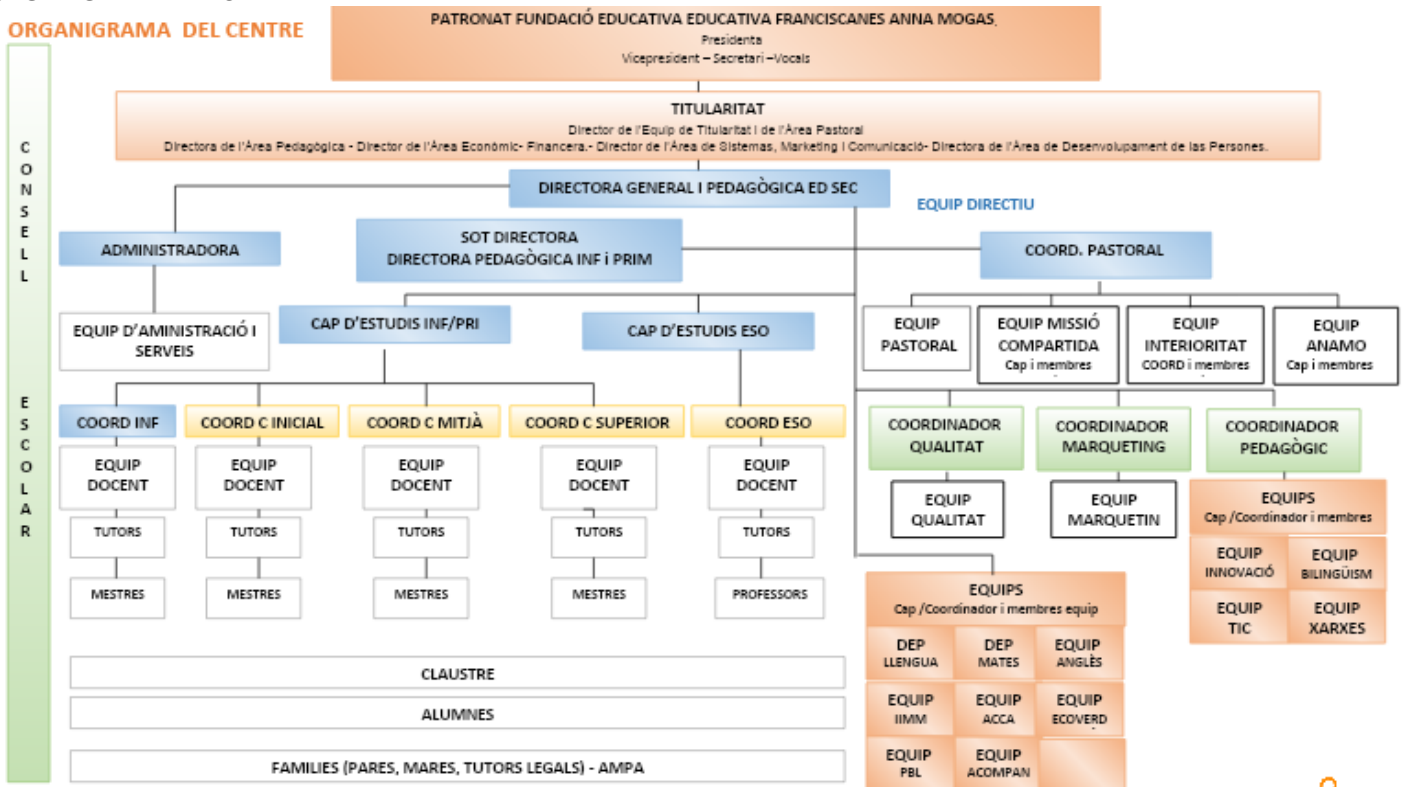 ORGANIGRAMA DEL CENTRE
PATRONAT FUNDACIÓ EDUCATIVA EDUCATIVA FRANCISCANES ANNA MOGAS.
Presidenta
Vicepresident – Secretari –Vocals
TITULARITAT
Director de l'Equip de Titularitat i de l'Àrea Pastoral
Directora de l'Àrea Pedagògica - Director de l'Àrea Econòmic- Financera.- Director de l'Àrea de Sistemas, Marketing i Comunicació- Directora de l'Àrea de Desenvolupament de las Persones.
CONSELL
ESCOLAR
DIRECTORA GENERAL I PEDAGÒGICA ED SEC
EQUIP DIRECTIU
ADMINISTRADORA
SOT DIRECTORA
DIRECTORA PEDAGÒGICA INF i PRIM
COORD. PASTORAL
EQUIP D'AMINISTRACIÓ I
SERVEIS
CAP D'ESTUDIS INF/PRI
CAP D'ESTUDIS ESO
EQUIP
PASTORAL
EQUIP MISSIÓ
COMPARTIDA
Cap i membres
EQUIP
INTERIORITAT
COORD i membres
EQUIP
ANAMO
Cap i membres
COORD INF
COORD C INICIAL
COORD C MITJÀ
COORD C SUPERIOR
COORD ESO
EQUIP
DOCENT
EQUIP
DOCENT
EQUIP
DOCENT
EQUIP
DOCENT
EQUIP
DOCENT
TUTORS
TUTORS
TUTORS
TUTORS
TUTORS
MESTRES
MESTRES
MESTRES
MESTRES
PROFESSORS
COORDINADOR
QUALITAT
COORDINADOR
MARQUETING
COORDINADOR
PEDAGÒGIC
EQUIP
QUALITAT
EQUIP
MARQUETIN
EQUIPS
Cap /Coordinador i membres
EQUIP
INNOVACIÓ
EQUIP
BILINGÜISM
EQUIP
TIC
EQUIP
XARXES
EQUIPS
Cap /Coordinador i membres equip
DEP
LLENGUA
DEP
MATES
EQUIP
ANGLÈS
EQUIP
IIMM
EQUIP
ACCA
EQUIP
ECOVERD
EQUIP
PBL
EQUIP
ACOMPAN
CLAUSTRE
ALUMNES
FAMILIES (PARES, MARES, TUTORS LEGALS) - AMPA